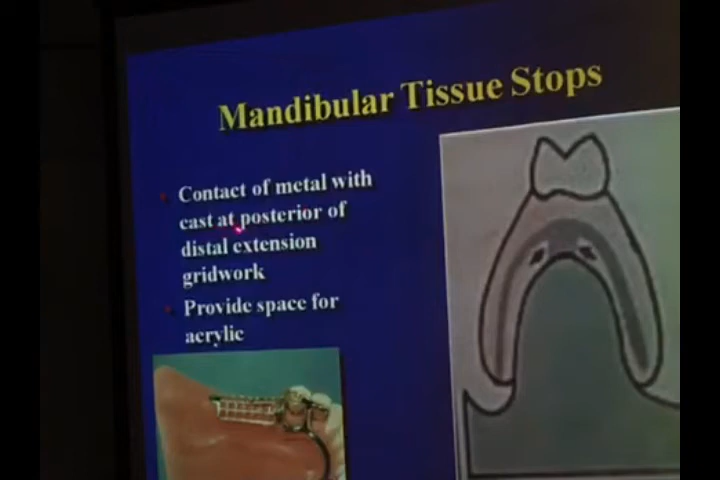 Mandibular Tissue Stops
Contact of metal with
cast at posterior of
distal extension
gridwork
Provide space for
acrylic